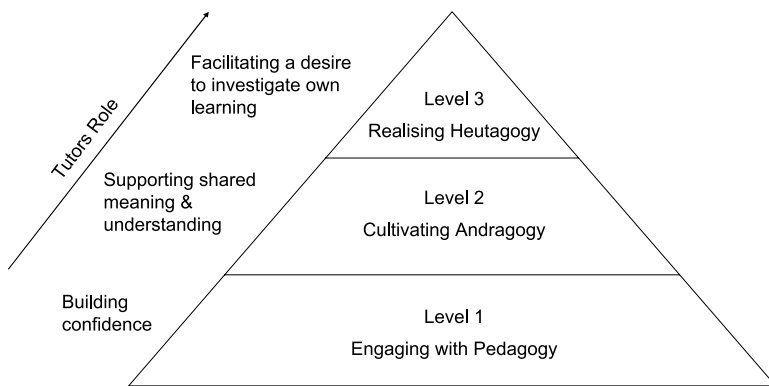 Facilitating a desire
to investigate own
learning
Tutors Role
Level 3
Realising Heutagogy
Supporting shared
meaning &
understanding
Level 2
Cultivating Andragogy
Building
confidence
Level 1
Engaging with Pedagogy